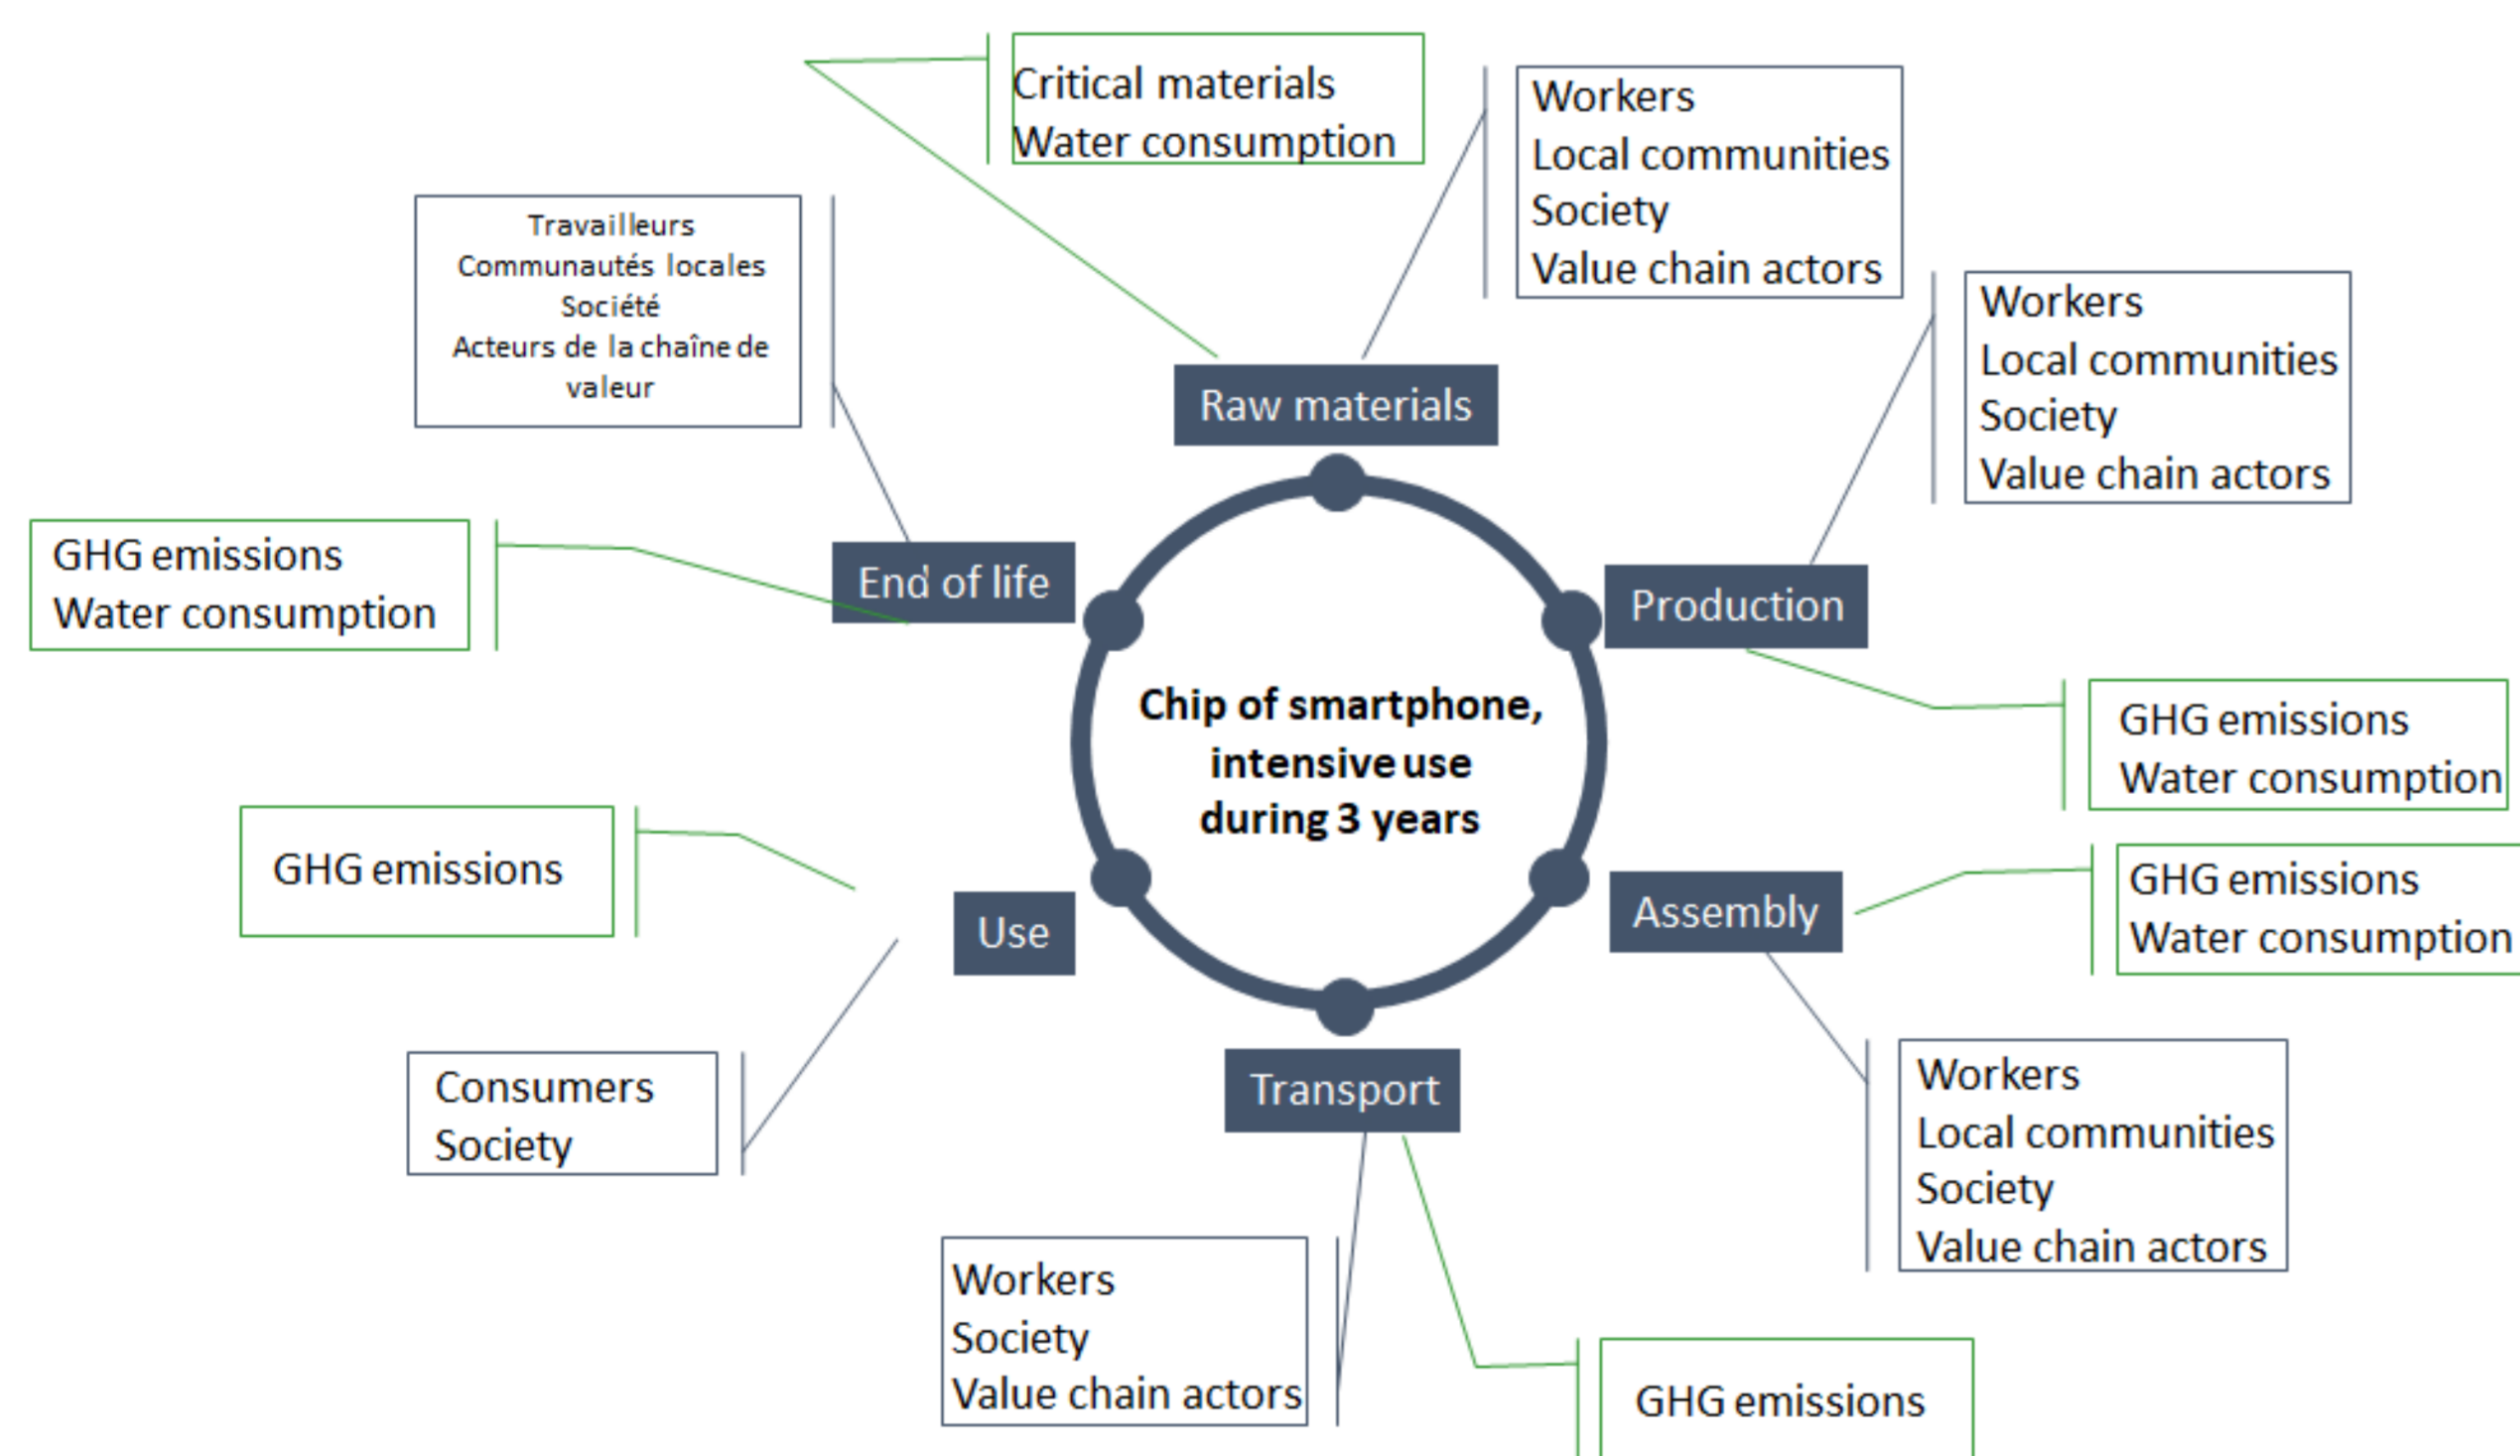 Critical materials
Water consumption
Workers
Local communities
Society
Value chain actors
Travailleurs
Communautés locales
Société
Acteurs de la chaîne de
valeur
Workers
Local communities
Society
Value chain actors
Raw materials
GHG emissions
Water consumption
End of life
Production
Chip of smartphone,
intensive use
during 3 years
GHG emissions
Water consumption
GHG emissions
Use
Assembly
GHG emissions
Water consumption
Consumers
Society
Transport
Workers
Local communities
Society
Value chain actors
Workers
Society
Value chain actors
GHG emissions